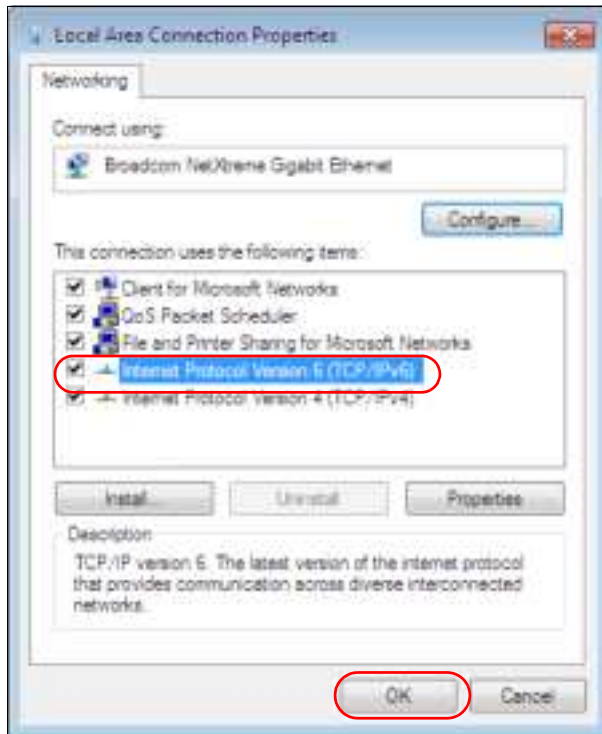 Local Area Connection Properties
Networking
Connect using:
Broadcom NetXtreme Gigabit Ethernet
Configure...
This connection uses the following items:
Client for Microsoft Networks
QoS Packet Scheduler
File and Printer Sharing for Microsoft Networks
Internet Protocol Version 6 (TCP/IPv6)
Internet Protocol Version 4 (TCP/IPv4)
Install...
Uninstall
Properties
Description
TCP/IP version 6. The latest version of the internet protocol
that provides communication across diverse interconnected
networks.
OK
Cancel